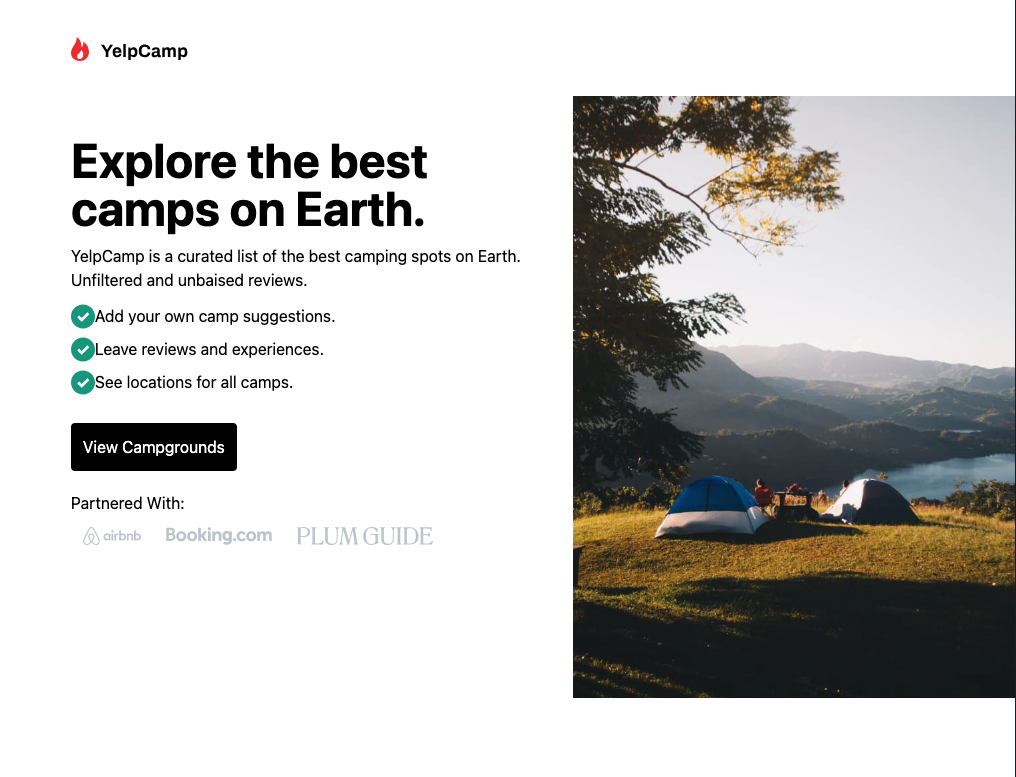 YelpCamp
Explore the best
camps on Earth.
YelpCamp is a curated list of the best camping spots on Earth.
Unfiltered and unbaised reviews.
Add your own camp suggestions.
Leave reviews and experiences.
See locations for all camps.
View Campgrounds
Partnered With:
airbnb Booking.com PLUM GUIDE